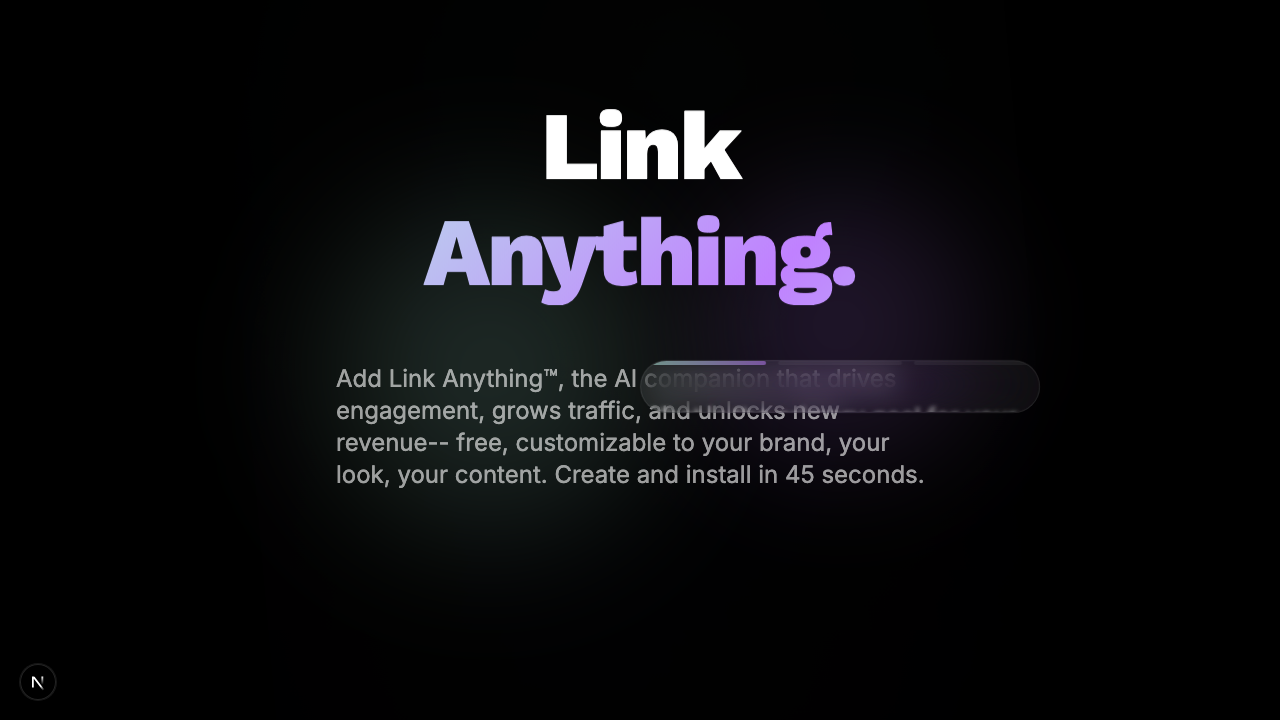 Link
Anything.
Add Link Anything™, the AI companion that drives
engagement, grows traffic, and unlocks new
revenue-- free, customizable to your brand, your
look, your content. Create and install in 45 seconds.
N